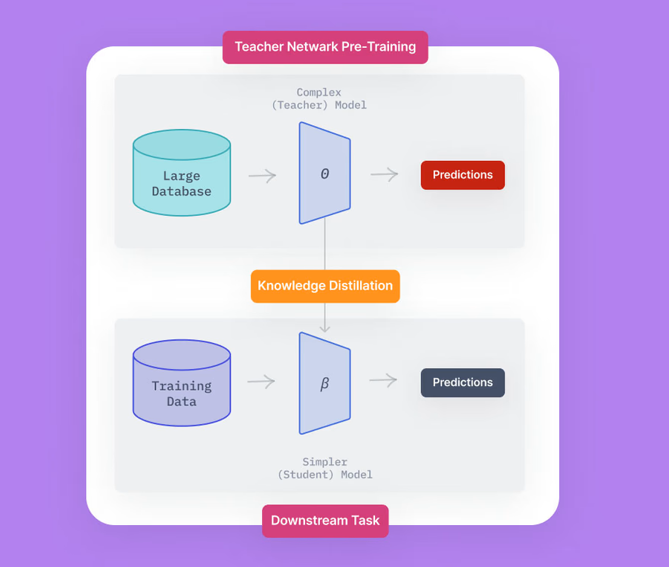 Teacher Netwark Pre-Training
Complex
(Teacher) Model
Large
Database
θ
Predictions
Knowledge Distillation
Training
Data
β
Predictions
Simpler
(Student) Model
Downstream Task